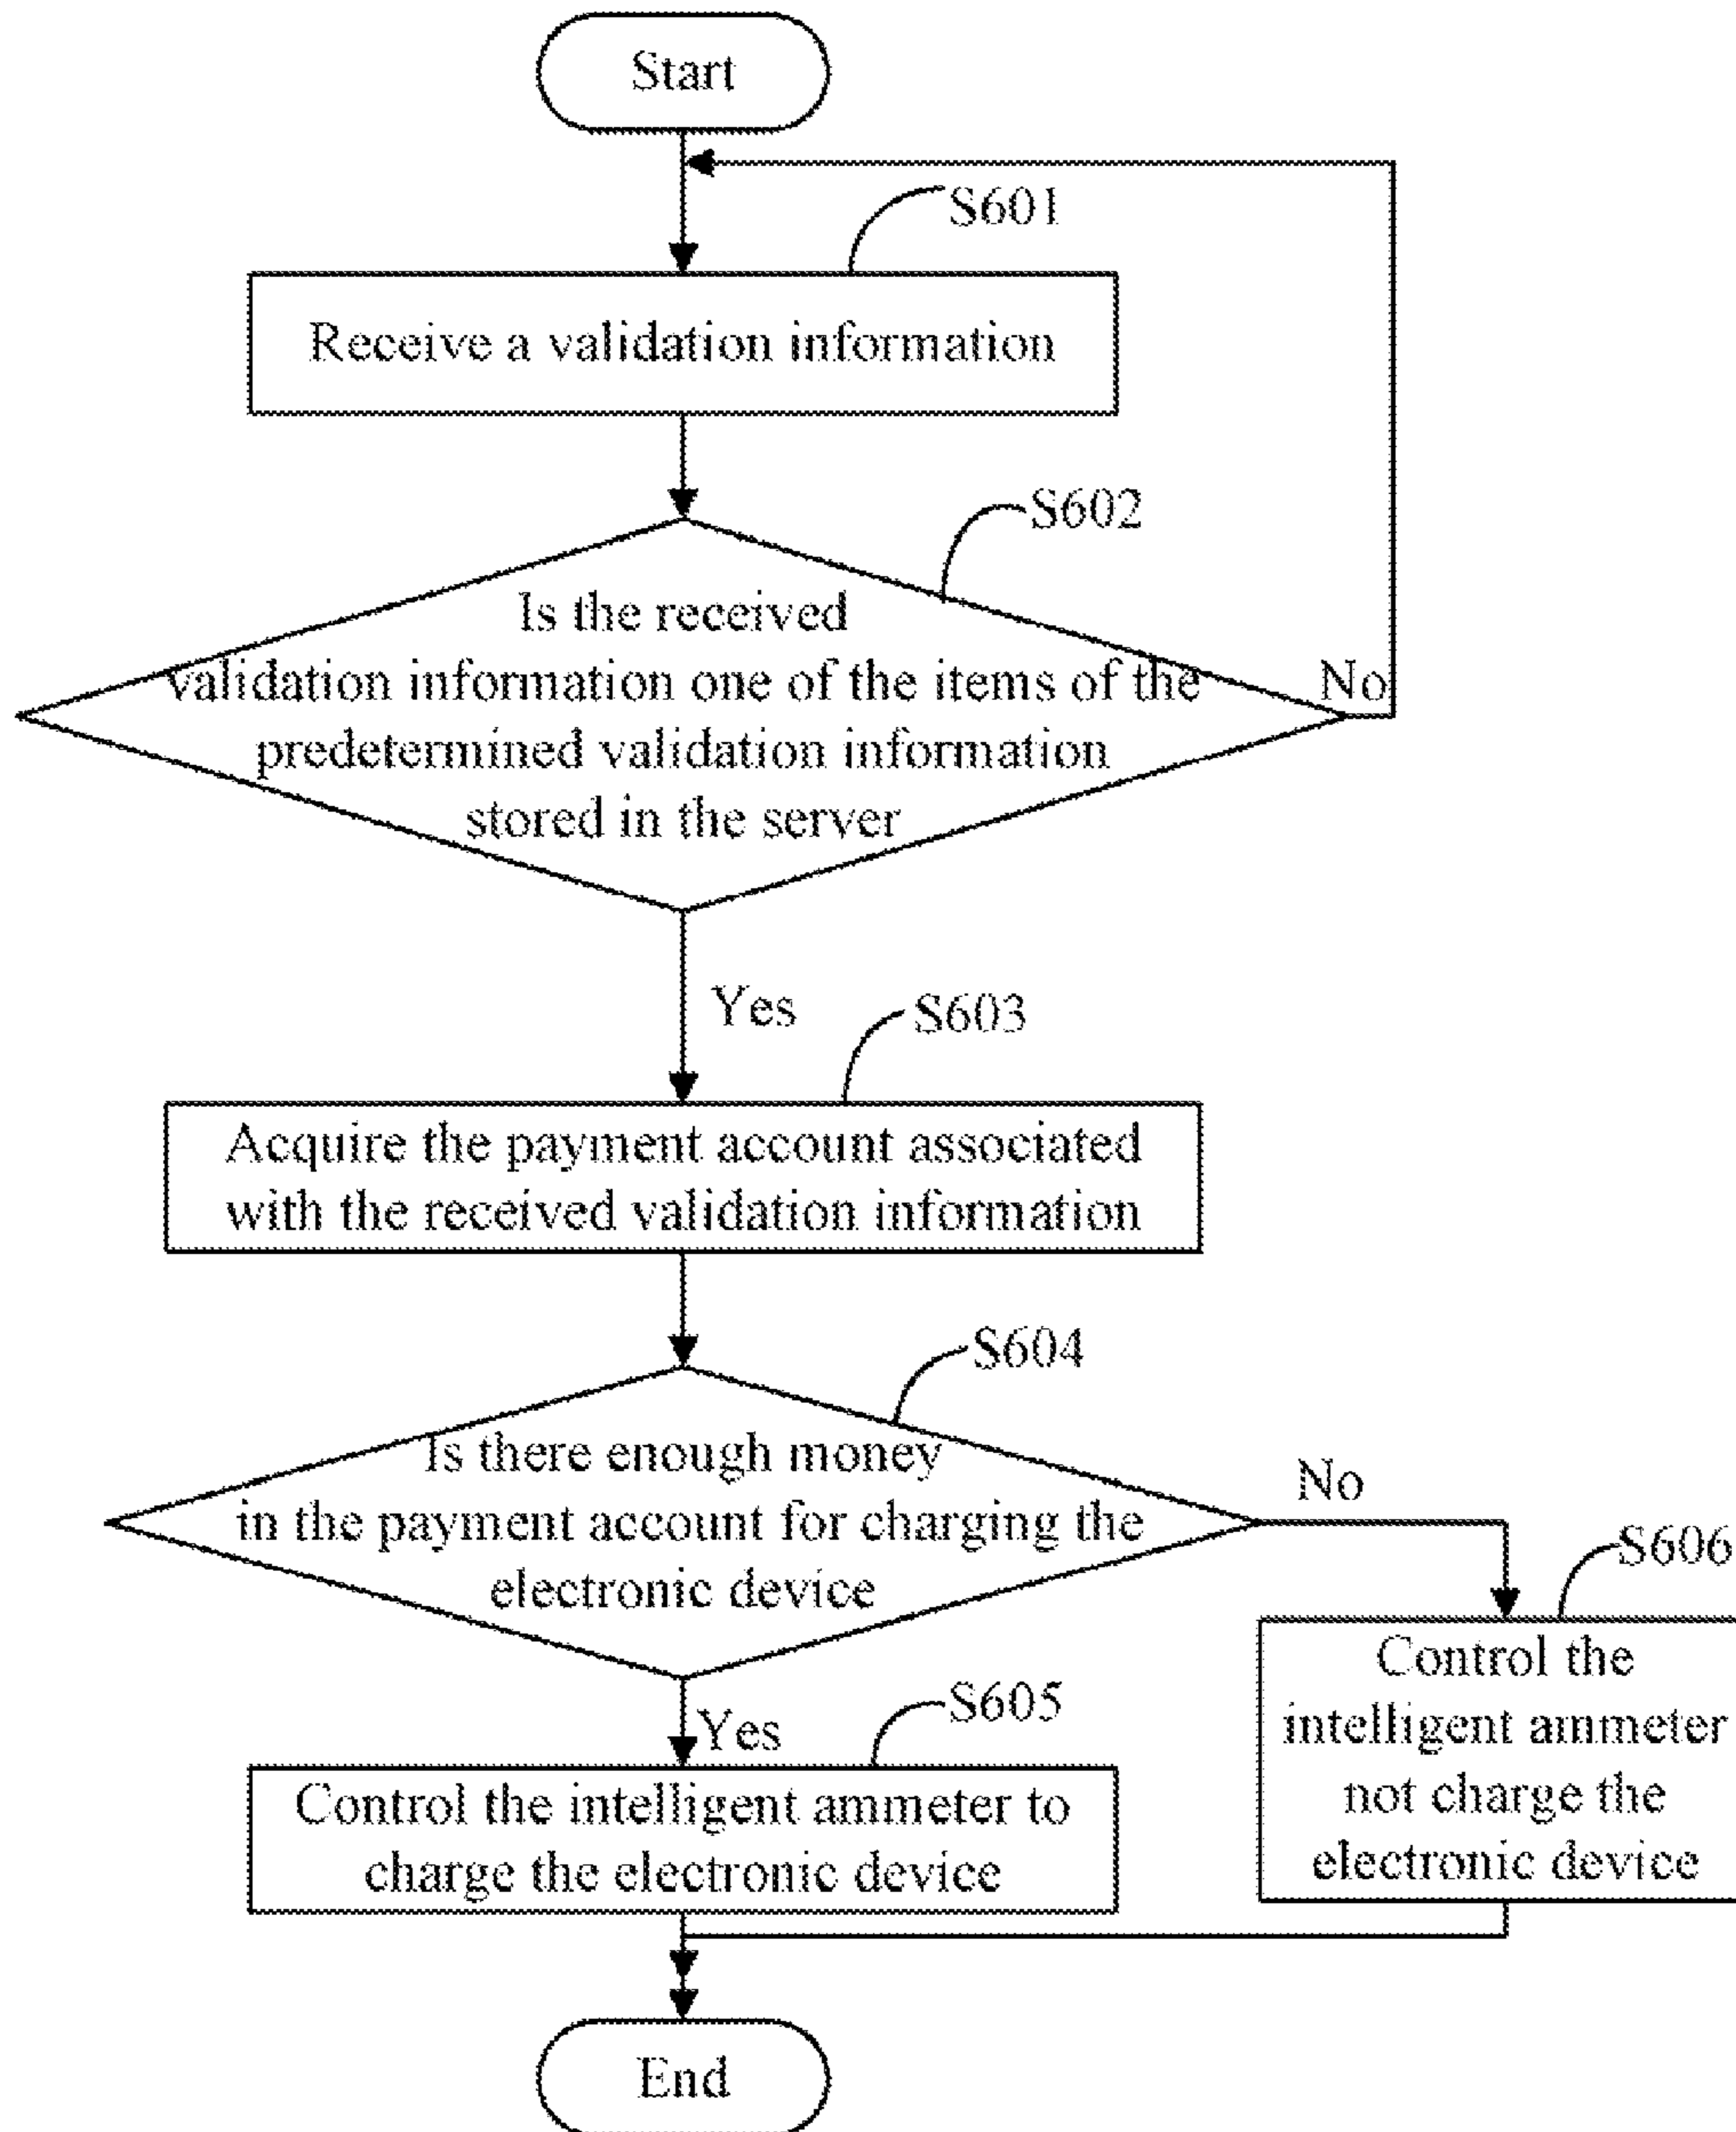 Start
S601
Receive a validation information
S602
Is the received
validation information one of the items of the
predetermined validation information
stored in the server
No
Yes
S603
Acquire the payment account associated
with the received validation information
S604
Is there enough money
in the payment account for charging the
electronic device
No
S606
Control the
intelligent ammeter
not charge the
electronic device
Yes
S605
Control the intelligent ammeter to
charge the electronic device
End